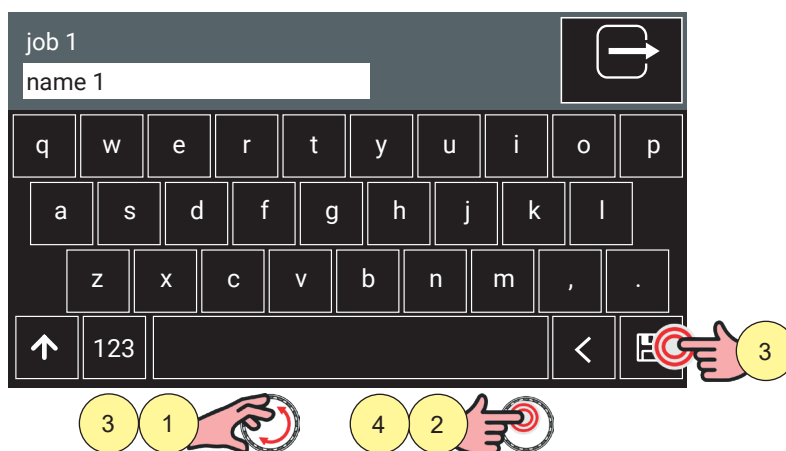 job 1
name 1
q w e r t y u i o p
a s d f g h j k l
z x c v b n m , .
123 <
3
3 1 4 2